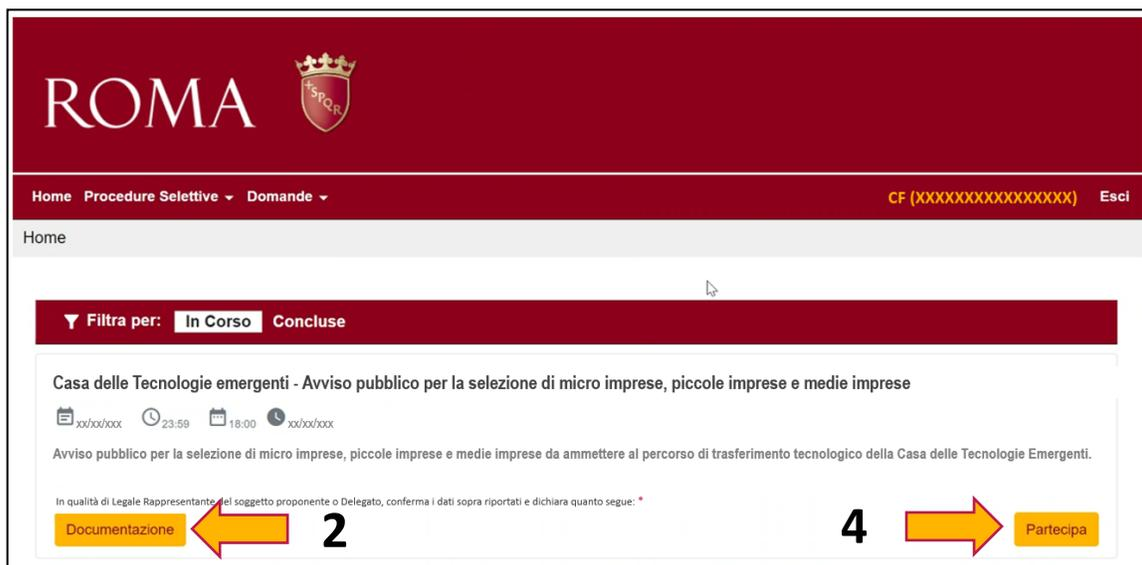 ROMA
SPQR
Home Procedure Selettive Domande CF (XXXXXXXXXXXXXXXX) Esci
Home
Filtra per: In Corso Concluse
Casa delle Tecnologie emergenti - Avviso pubblico per la selezione di micro imprese, piccole imprese e medie imprese
xx/xx/xxx 23:59 18:00 xx/xx/xxx
Avviso pubblico per la selezione di micro imprese, piccole imprese e medie imprese da ammettere al percorso di trasferimento tecnologico della Casa delle Tecnologie Emergenti.
In qualità di Legale Rappresentante del soggetto proponente o Delegato, conferma i dati sopra riportati e dichiara quanto segue: *
Documentazione 2 4 Partecipa